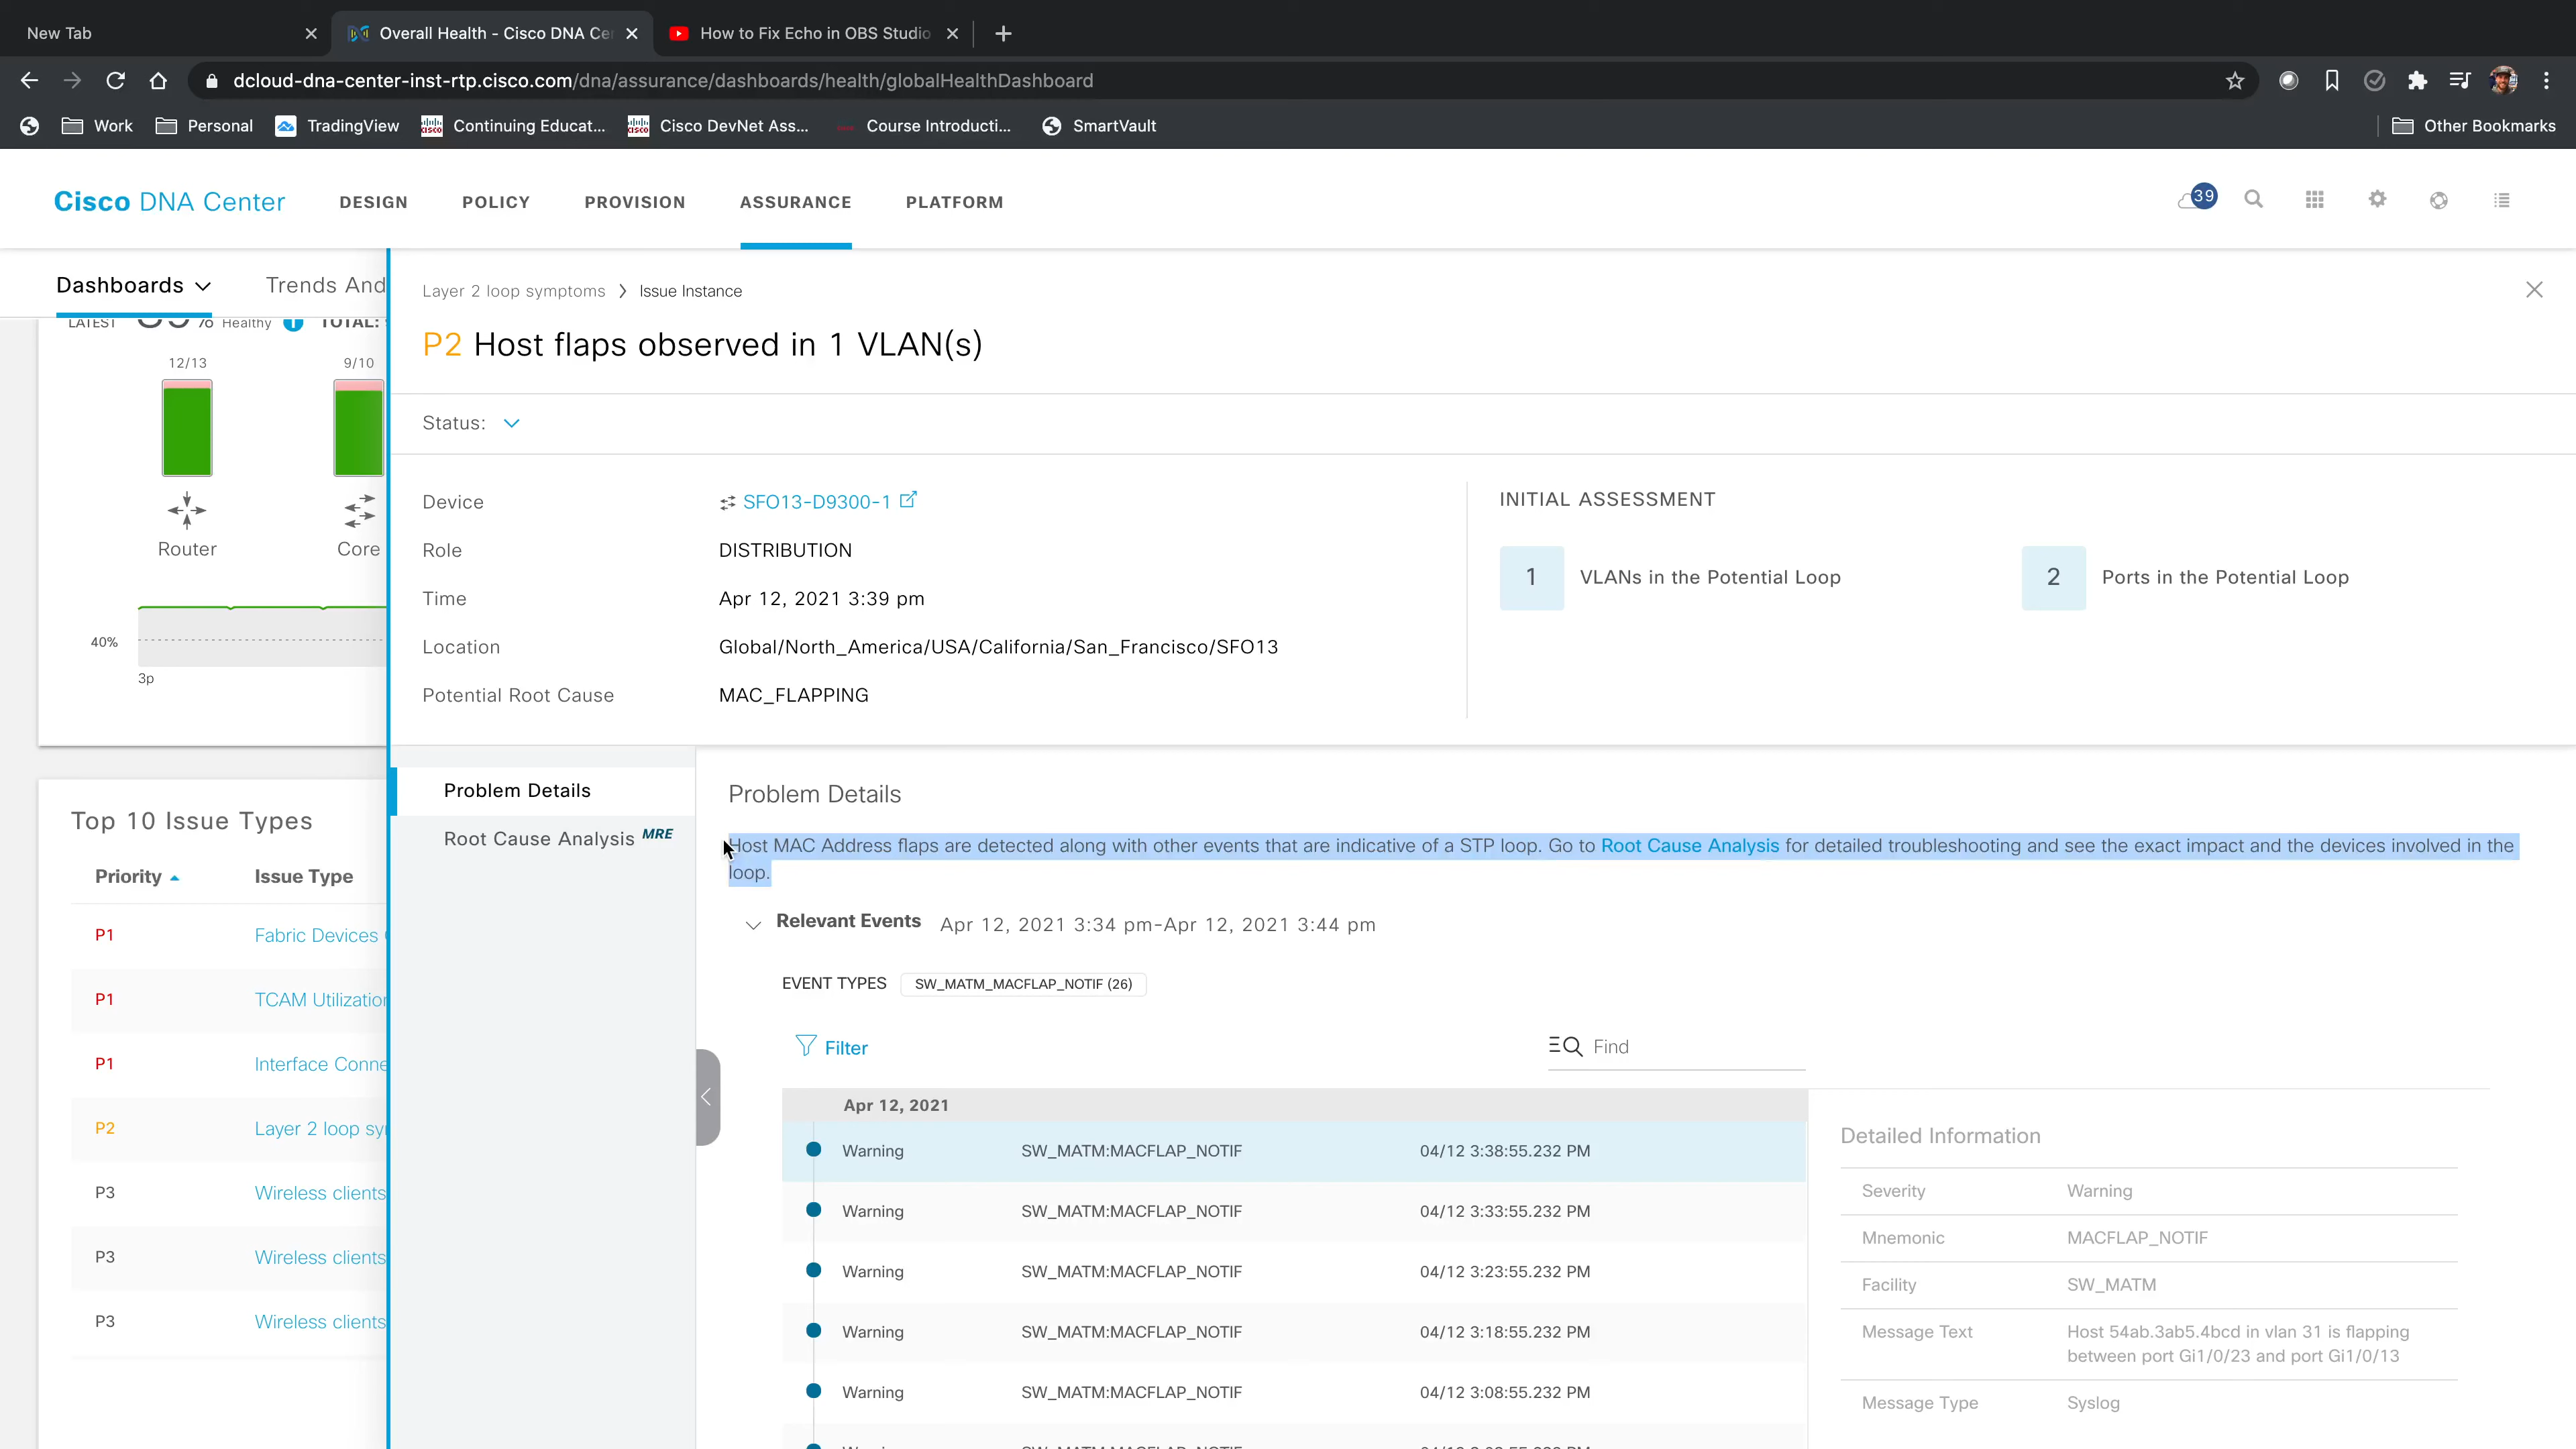 New Tab
Overall Health - Cisco DNA Ce
How to Fix Echo in OBS Studio
dcloud-dna-center-inst-rtp.cisco.com/dna/assurance/dashboards/health/globalHealthDashboard
Work
Personal
TradingView
Continuing Educat...
Cisco DevNet Ass...
Course Introducti...
SmartVault
Other Bookmarks
Cisco DNA Center
DESIGN
POLICY
PROVISION
ASSURANCE
PLATFORM
39
Dashboards
Trends And
LATEST % Healthy TOTAL:
12/13
9/10
Router
Core
40%
3p
Top 10 Issue Types
Priority Issue Type
P1 Fabric Devices
P1 TCAM Utilization
P1 Interface Conne
P2 Layer 2 loop sy
P3 Wireless clients
P3 Wireless clients
P3 Wireless clients
Layer 2 loop symptoms > Issue Instance
P2 Host flaps observed in 1 VLAN(s)
Status:
Device SFO13-D9300-1
Role DISTRIBUTION
Time Apr 12, 2021 3:39 pm
Location Global/North_America/USA/California/San_Francisco/SFO13
Potential Root Cause MAC_FLAPPING
INITIAL ASSESSMENT
1 VLANs in the Potential Loop
2 Ports in the Potential Loop
Problem Details
Root Cause Analysis MRE
Problem Details
Host MAC Address flaps are detected along with other events that are indicative of a STP loop. Go to Root Cause Analysis for detailed troubleshooting and see the exact impact and the devices involved in the
loop.
Relevant Events Apr 12, 2021 3:34 pm-Apr 12, 2021 3:44 pm
EVENT TYPES SW_MATM_MACFLAP_NOTIF (26)
Filter
Find
Apr 12, 2021
Warning SW_MATM:MACFLAP_NOTIF 04/12 3:38:55.232 PM
Warning SW_MATM:MACFLAP_NOTIF 04/12 3:33:55.232 PM
Warning SW_MATM:MACFLAP_NOTIF 04/12 3:23:55.232 PM
Warning SW_MATM:MACFLAP_NOTIF 04/12 3:18:55.232 PM
Warning SW_MATM:MACFLAP_NOTIF 04/12 3:08:55.232 PM
Detailed Information
Severity Warning
Mnemonic MACFLAP_NOTIF
Facility SW_MATM
Message Text Host 54ab.3ab5.4bcd in vlan 31 is flapping
between port Gi1/0/23 and port Gi1/0/13
Message Type Syslog